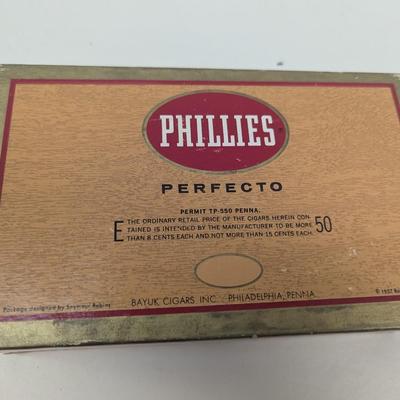 PHILLIES
PERFECTO
PERMIT TP-550 PENNA.
E THE ORDINARY RETAIL PRICE OF THE CIGARS HEREIN CON- 50
TAINED IS INTENDED BY THE MANUFACTURER TO BE MORE
THAN 8 CENTS EACH AND NOT MORE THAN 15 CENTS EACH.
Package designed by Seymour Robins
BAYUK CIGARS INC. PHILADELPHIA, PENNA.
© 1957